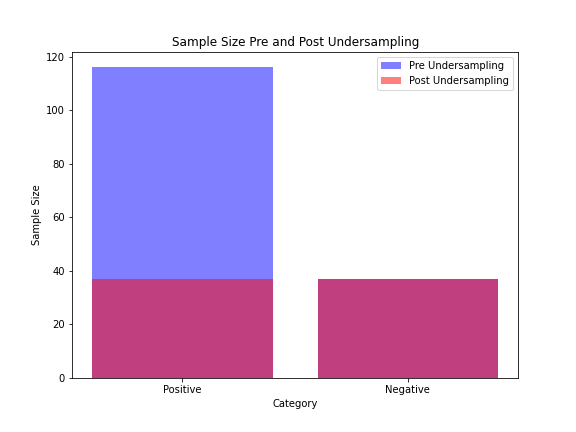 Sample Size Pre and Post Undersampling
Pre Undersampling
Post Undersampling
Sample Size
120
100
80
60
40
20
0
Positive
Negative
Category